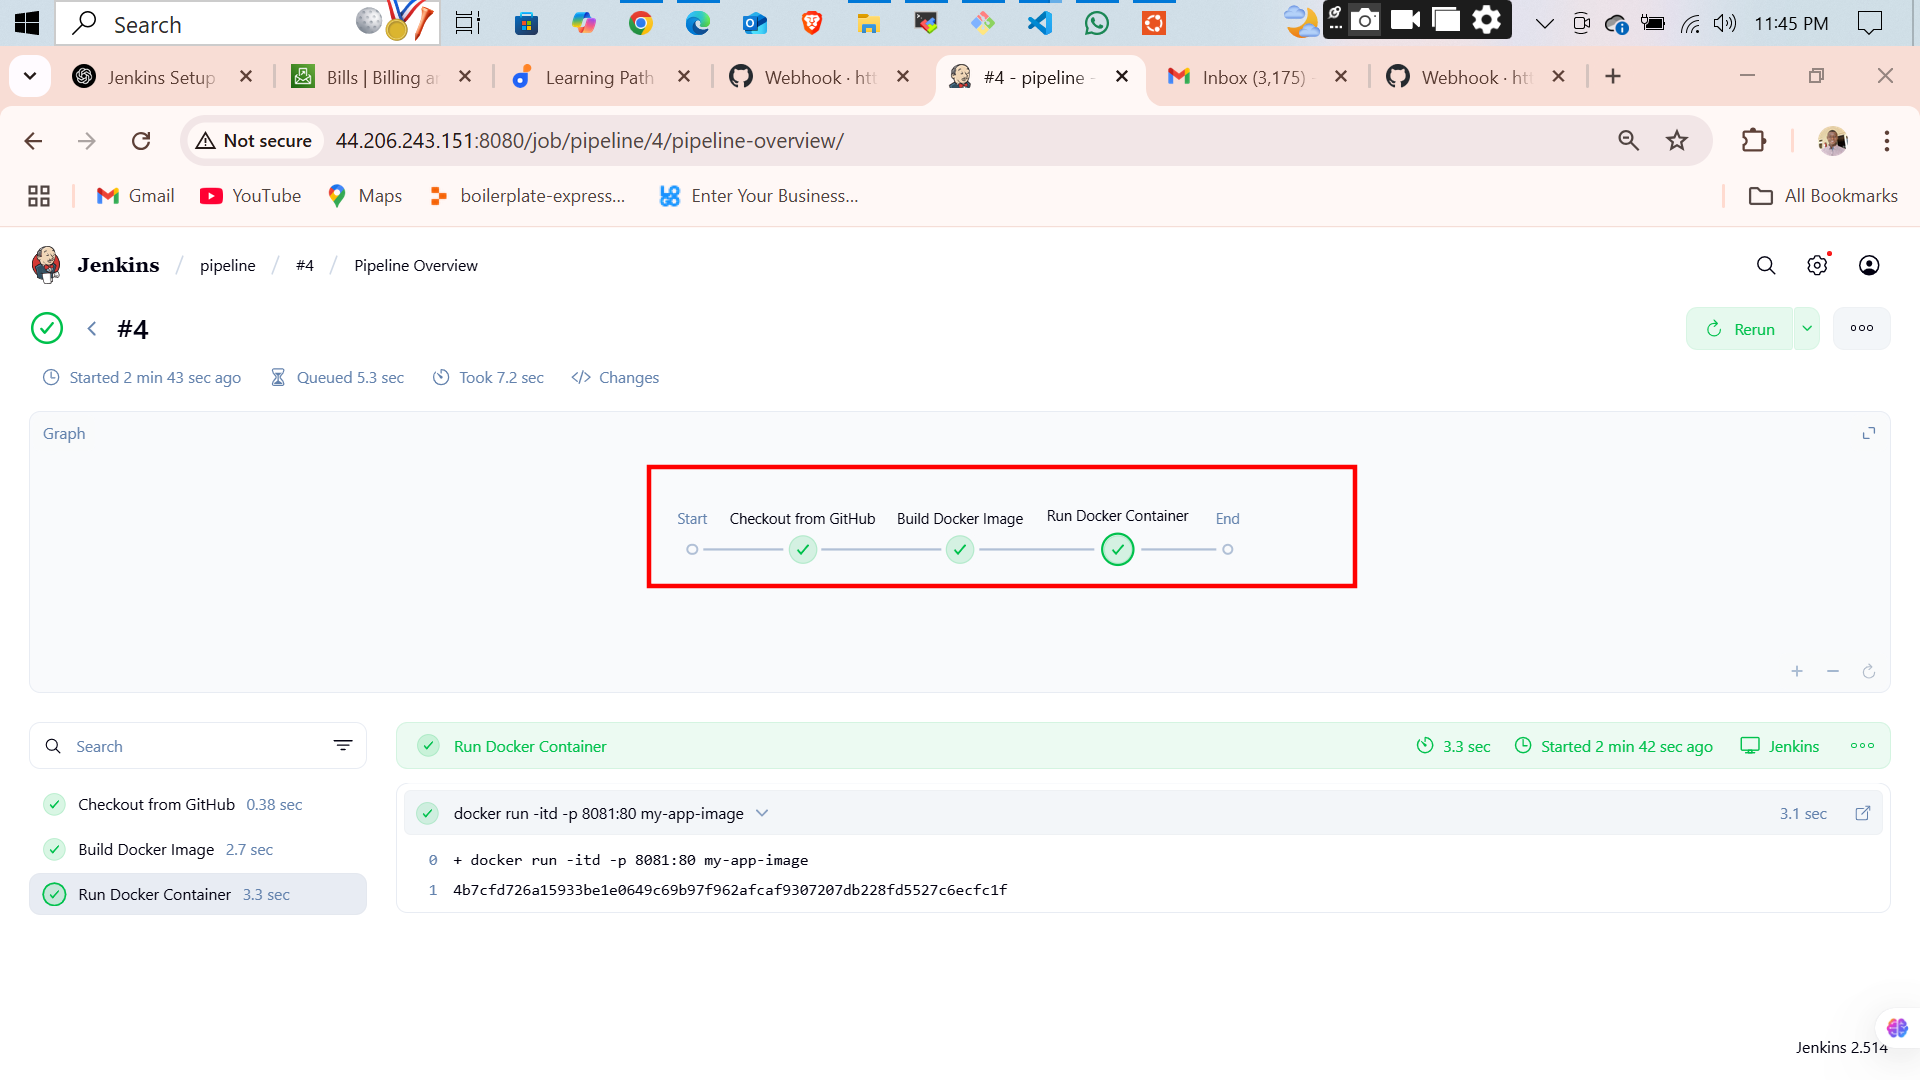 Search
11:45 PM
Jenkins Setup
Bills | Billing a
Learning Path
Webhook · htt
#4 - pipeline -
Inbox (3,175)
Webhook · htt
Not secure
44.206.243.151:8080/job/pipeline/4/pipeline-overview/
Gmail
YouTube
Maps
boilerplate-express...
Enter Your Business...
All Bookmarks
Jenkins / pipeline / #4 / Pipeline Overview
#4
Rerun
Started 2 min 43 sec ago
Queued 5.3 sec
Took 7.2 sec
Changes
Graph
Start
Checkout from GitHub
Build Docker Image
Run Docker Container
End
Search
Run Docker Container
3.3 sec
Started 2 min 42 sec ago
Jenkins
Checkout from GitHub 0.38 sec
Build Docker Image 2.7 sec
Run Docker Container 3.3 sec
docker run -itd -p 8081:80 my-app-image
3.1 sec
0 + docker run -itd -p 8081:80 my-app-image
1 4b7cfd726a15933be1e0649c69b97f962afcaf9307207db228fd5527c6ecfc1f
Jenkins 2.514